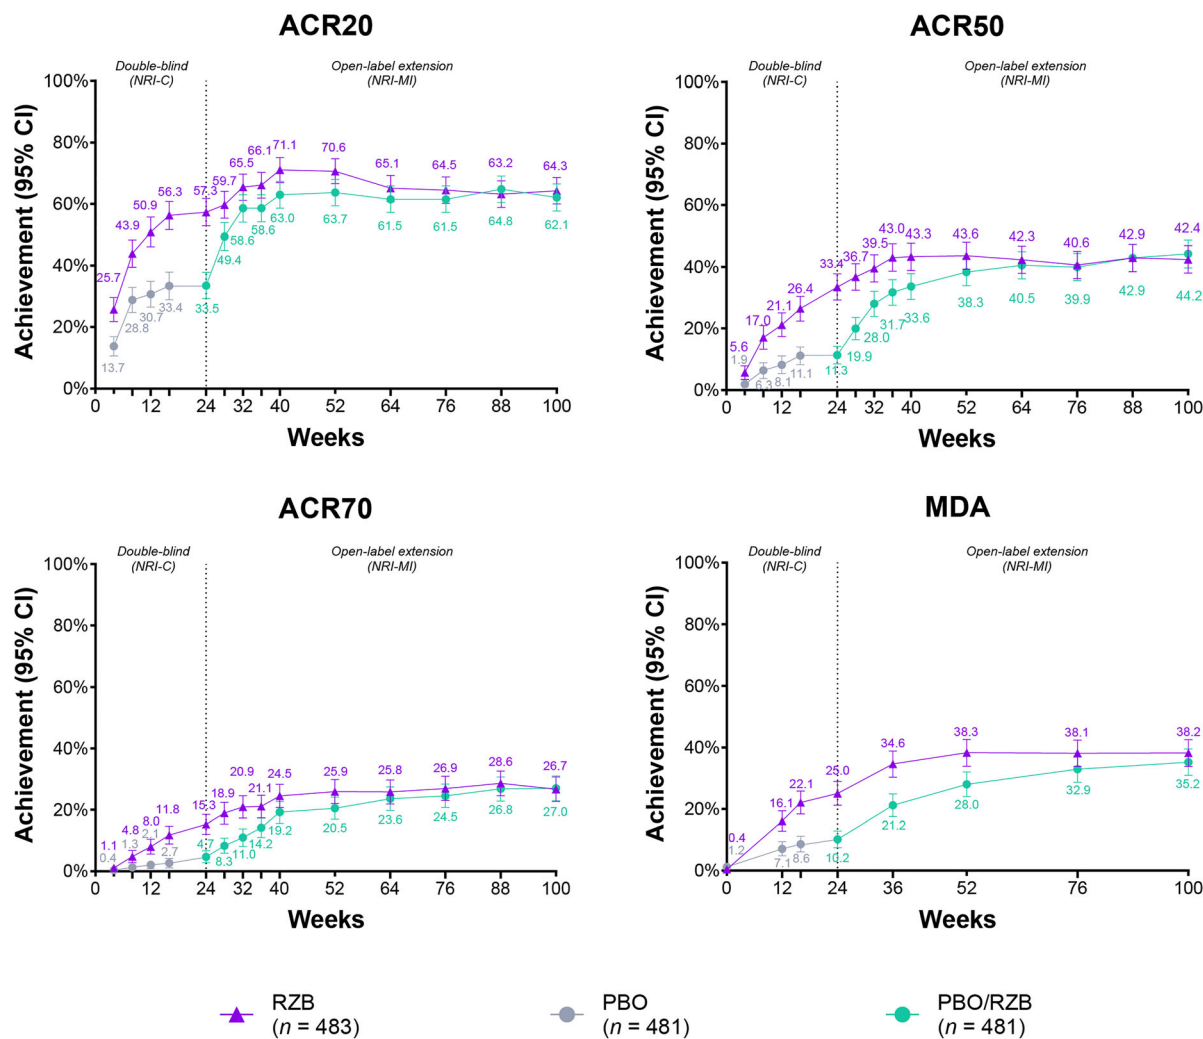 ACR20
Double-blind
(NRI-C)
Open-label extension
(NRI-MI)
Achievement (95% CI)
100%
80%
60%
40%
20%
0%
25.7 43.9 50.9 56.3 57.3 59.7 65.5 66.1 71.1 70.6 65.1 64.5 63.2 64.3
13.7 28.8 30.7 33.4 33.5 49.4 58.6 58.6 63.0 63.7 61.5 61.5 64.8 62.1
0 12 24 32 40 52 64 76 88 100
Weeks
ACR50
Double-blind
(NRI-C)
Open-label extension
(NRI-MI)
Achievement (95% CI)
100%
80%
60%
40%
20%
0%
5.6 17.0 21.1 26.4 33.4 36.7 39.5 43.0 43.3 43.6 42.3 40.6 42.9 42.4
1.9 6.3 8.1 11.1 11.3 19.9 28.0 31.7 33.6 38.3 40.5 39.9 42.9 44.2
0 12 24 32 40 52 64 76 88 100
Weeks
ACR70
Double-blind
(NRI-C)
Open-label extension
(NRI-MI)
Achievement (95% CI)
100%
80%
60%
40%
20%
0%
1.1 4.8 8.0 11.8 15.3 18.9 20.9 21.1 24.5 25.9 25.8 26.9 28.6 26.7
0.4 1.3 2.1 2.7 4.7 8.3 11.0 14.2 19.2 20.5 23.6 24.5 26.8 27.0
0 12 24 32 40 52 64 76 88 100
Weeks
MDA
Double-blind
(NRI-C)
Open-label extension
(NRI-MI)
Achievement (95% CI)
100%
80%
60%
40%
20%
0%
0.4 16.1 22.1 25.0 34.6 38.3 38.1 38.2
1.2 7.1 8.6 10.2 21.2 28.0 32.9 35.2
0 12 24 36 52 76 100
Weeks
RZB
(n = 483)
PBO
(n = 481)
PBO/RZB
(n = 481)